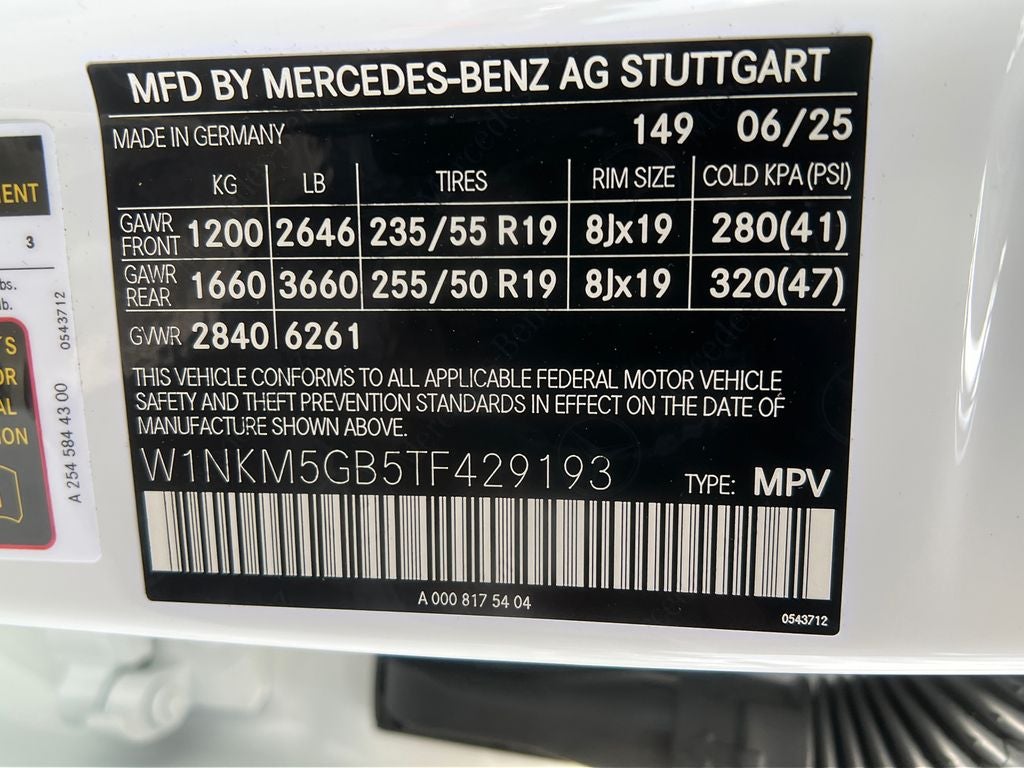 MFD BY MERCEDES-BENZ AG STUTTGART
MADE IN GERMANY 149 06/25
KG LB TIRES RIM SIZE COLD KPA (PSI)
GAWR FRONT 1200 2646 235/55 R19 8Jx19 280(41)
GAWR REAR 1660 3660 255/50 R19 8Jx19 320(47)
GVWR 2840 6261
THIS VEHICLE CONFORMS TO ALL APPLICABLE FEDERAL MOTOR VEHICLE
SAFETY AND THEFT PREVENTION STANDARDS IN EFFECT ON THE DATE OF
MANUFACTURE SHOWN ABOVE.
W1NKM5GB5TF429193 TYPE: MPV
A 000 817 54 04
0543712
ENT
3
bs.
b.
0543712
A 254 584 43 00